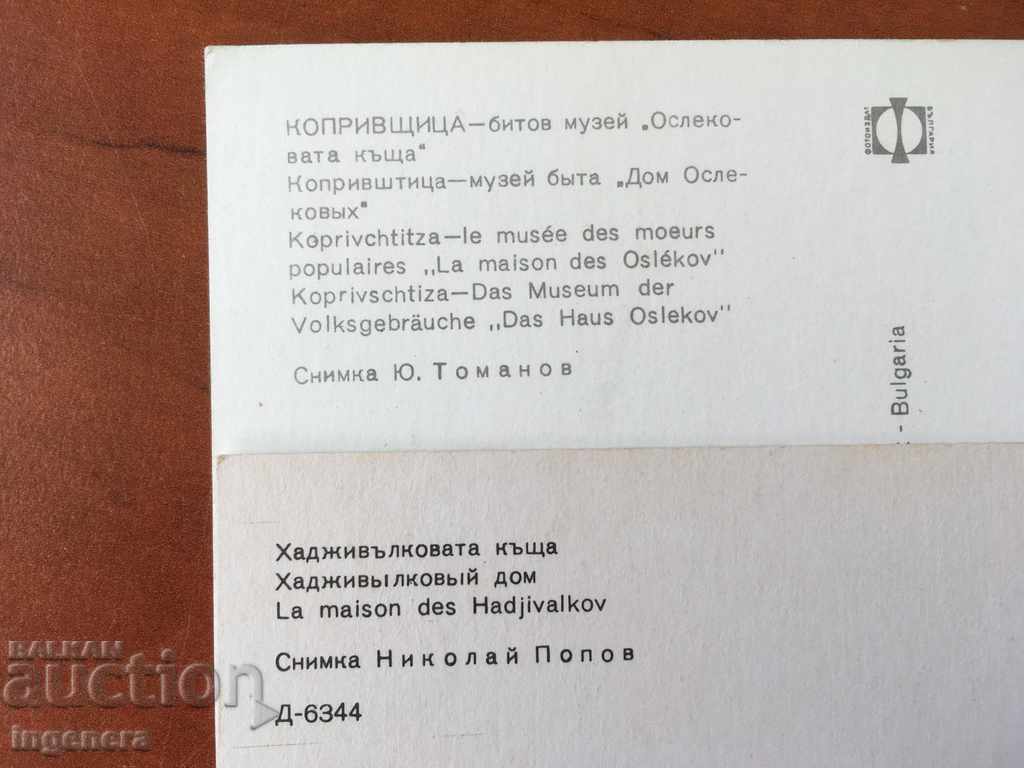 КОПРИВЩИЦА—битов музей „Ослеко-
вата къща“
Копривштица—музей быта „Дом Осле-
ковых“
Koprivchtitza—le musée des moeurs
populaires ,,La maison des Oslékov''
Koprivschtiza—Das Museum der
Volksgebräuche ,,Das Haus Oslekov''
Снимка Ю. Томанов
ФОТОИЗДАТ
БЪЛГАРИЯ
- Bulgaria
Хадживълковата къща
Хадживылковый дом
La maison des Hadjivalkov
Снимка Николай Попов
Д-6344
BALKAN
auction
ingenera